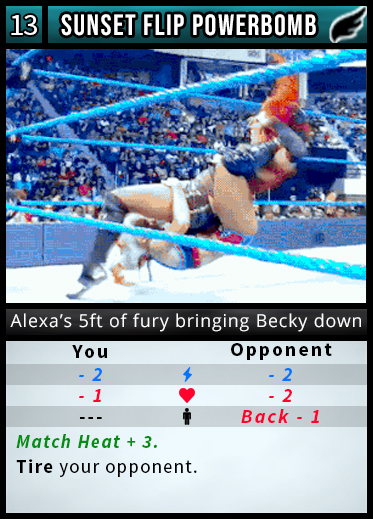 13 SUNSET FLIP POWERBOMB
Alexa's 5ft of fury bringing Becky down
You Opponent
- 2 - 2
- 1 - 2
--- Back - 1
Match Heat + 3.
Tire your opponent.